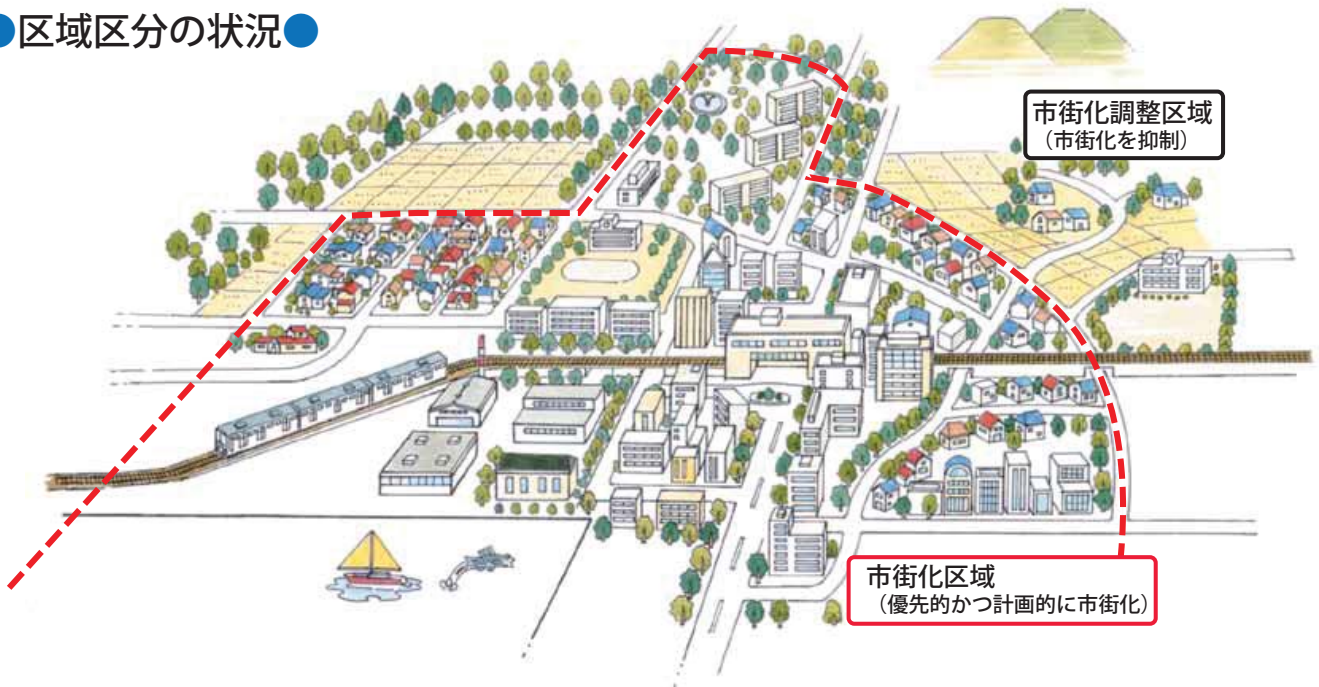 ●区域区分の状況●
市街化調整区域
（市街化を抑制）
市街化区域
（優先的かつ計画的に市街化）